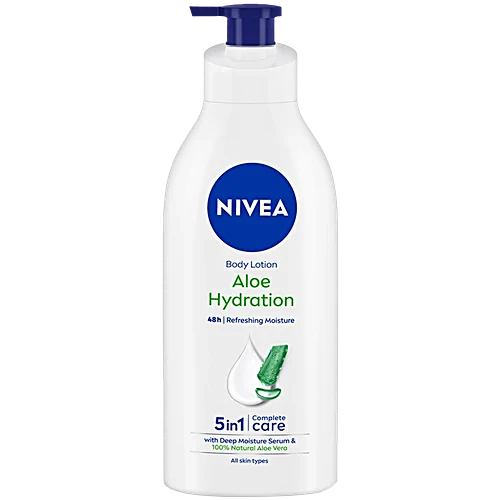 NIVEA
Body Lotion
Aloe
Hydration
48h | Refreshing Moisture
5in1 | Complete care
with Deep Moisture Serum &
100% Natural Aloe Vera
All skin types